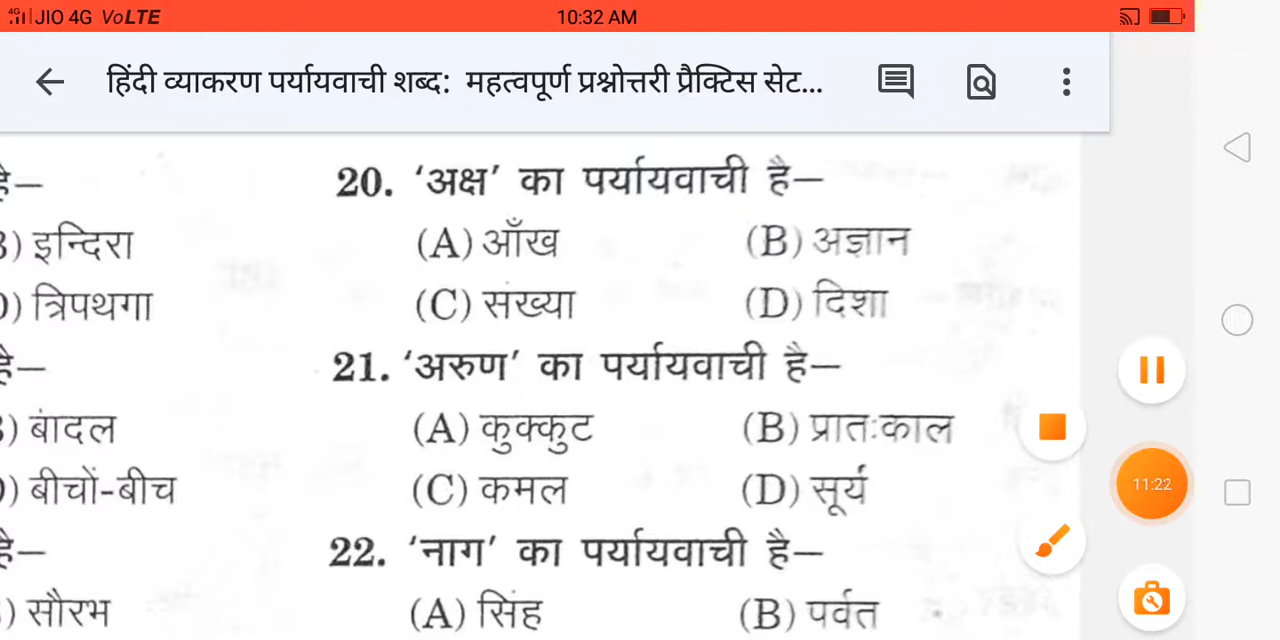 4G JIO 4G VoLTE 10:32 AM
हिंदी व्याकरण पर्यायवाची शब्द: महत्वपूर्ण प्रश्नोत्तरी प्रैक्टिस सेट...
है—
) इन्दिरा
) त्रिपथगा
है—
) बांदल
) बीचों-बीच
है—
) सौरभ
20. ‘अक्ष’ का पर्यायवाची है—
(A) आँख (B) अज्ञान
(C) संख्या (D) दिशा
21. ‘अरुण’ का पर्यायवाची है—
(A) कुक्कुट (B) प्रातःकाल
(C) कमल (D) सूर्य
22. ‘नाग’ का पर्यायवाची है—
(A) सिंह (B) पर्वत
11:22